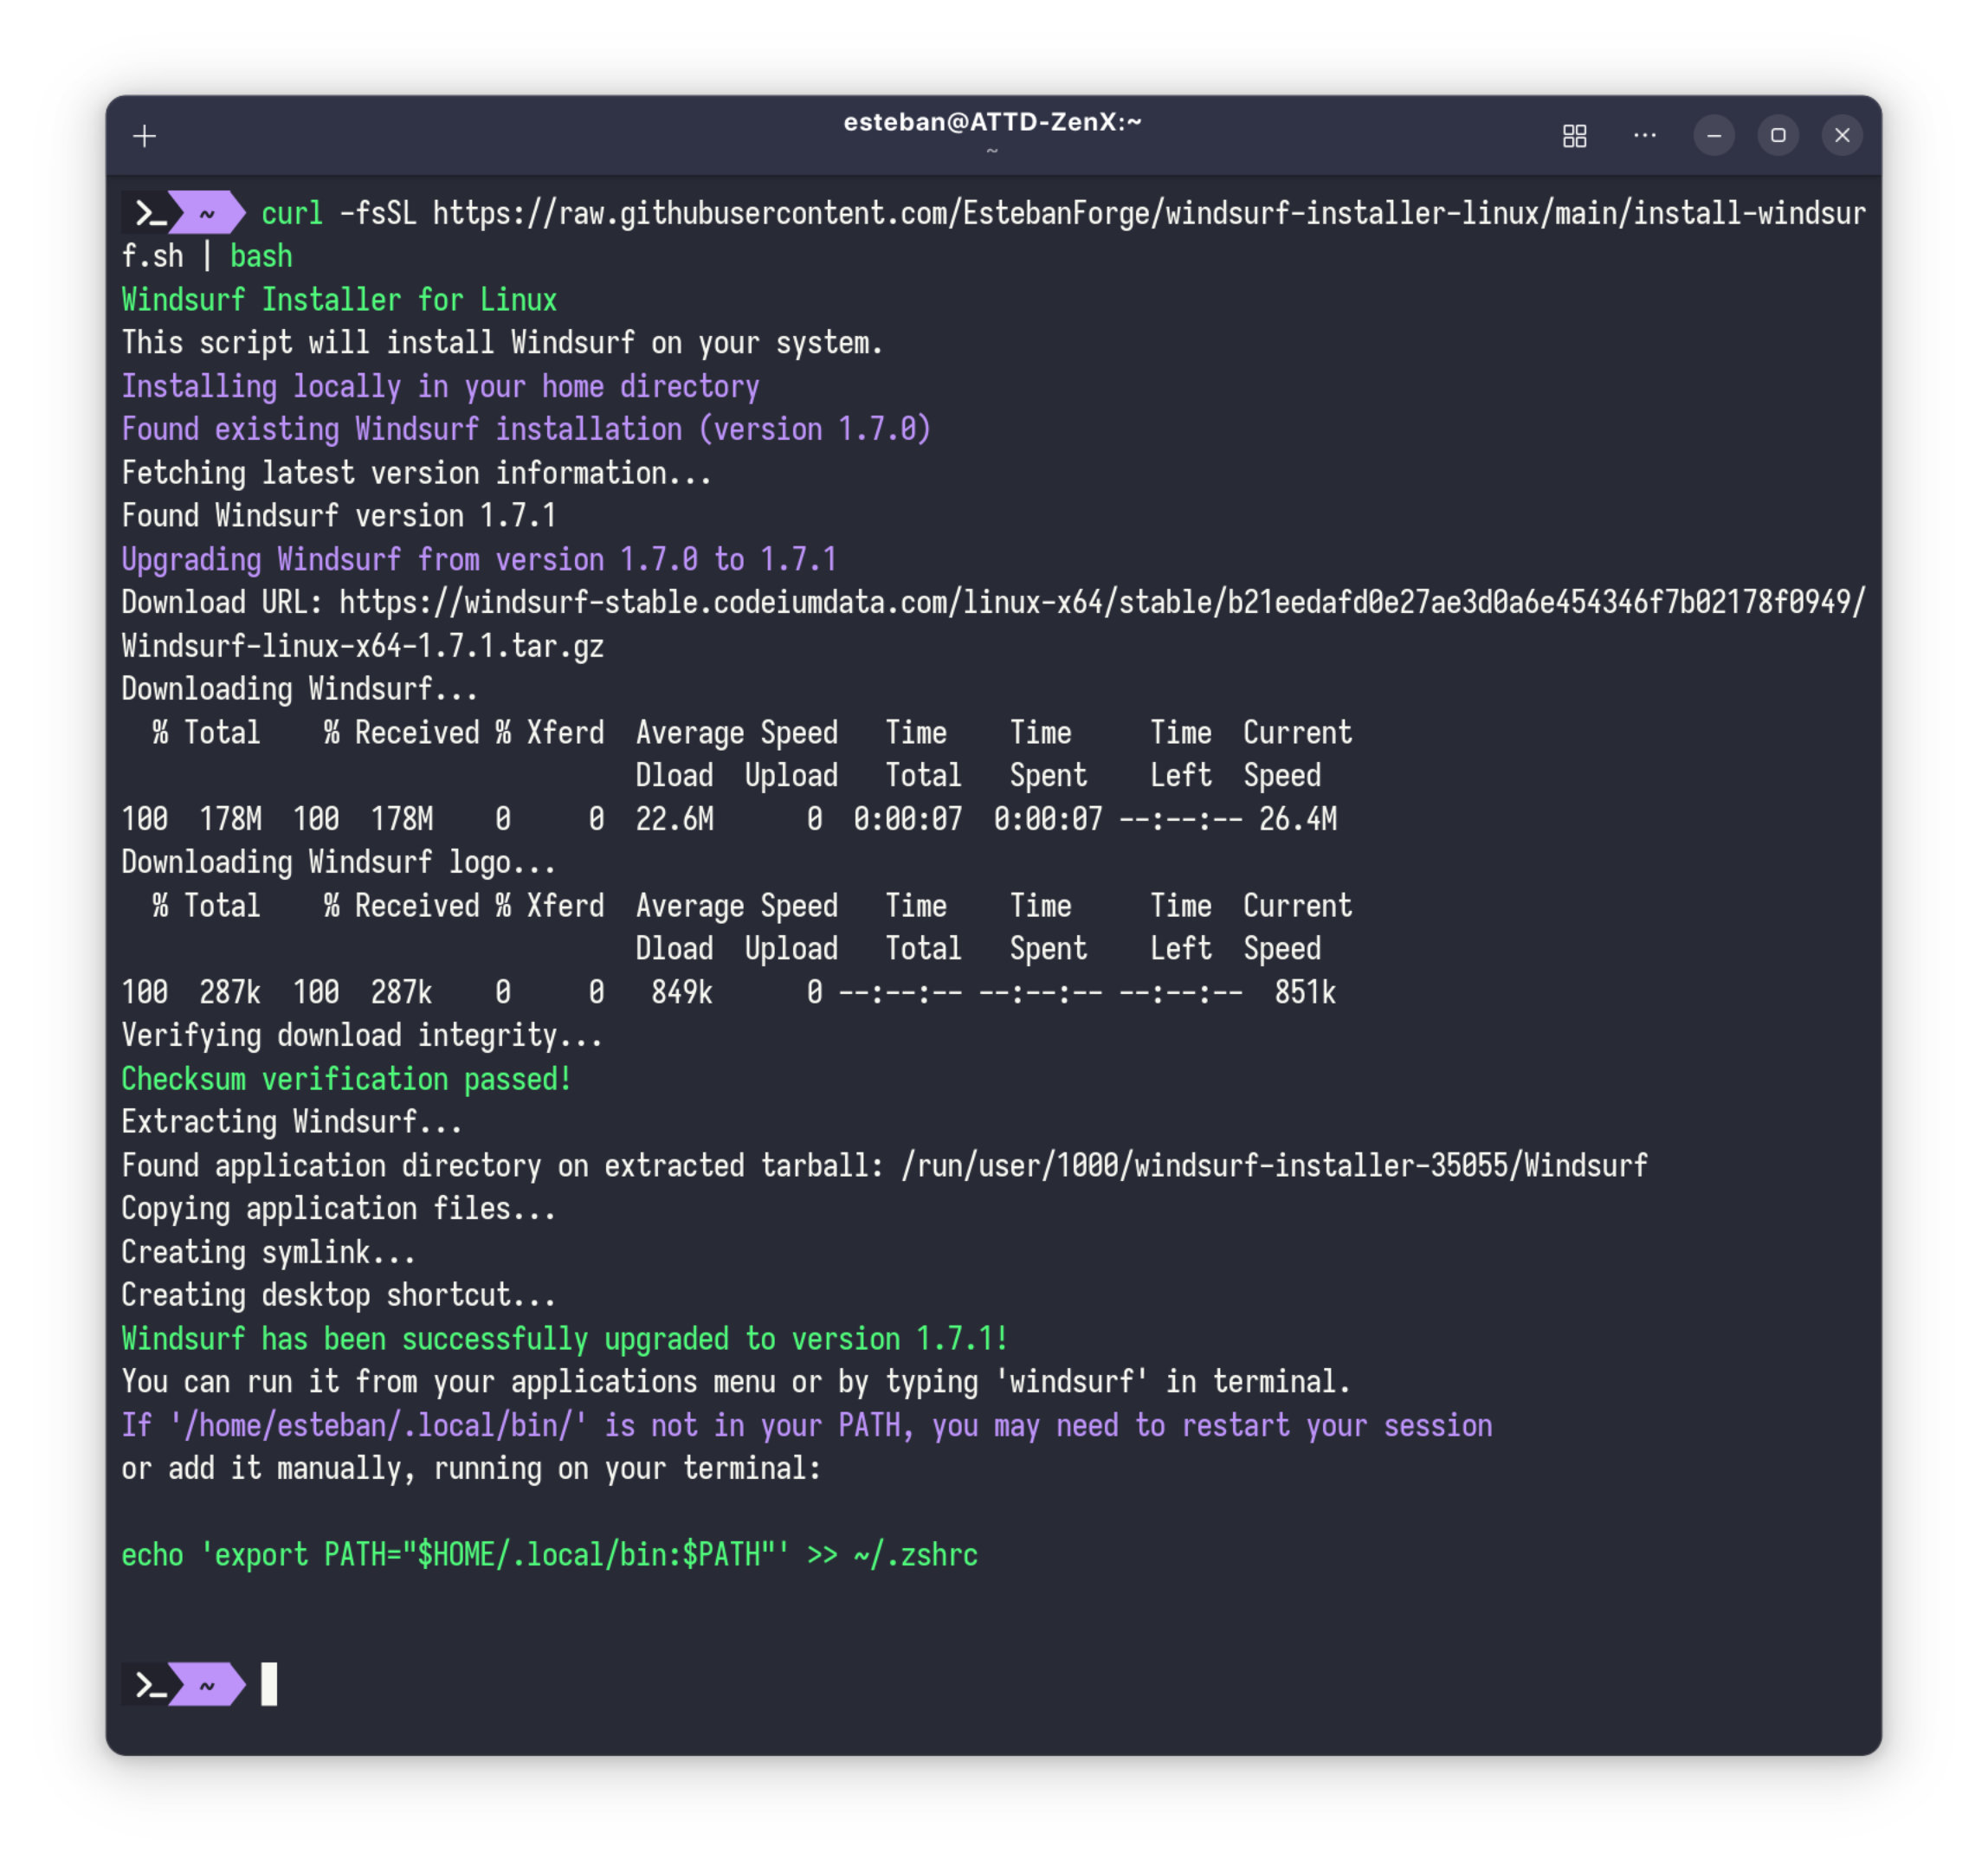 esteban@ATTD-ZenX:~
~
>_ ~ curl -fsSL https://raw.githubusercontent.com/EstebanForge/windsurf-installer-linux/main/install-windsur
f.sh | bash
Windsurf Installer for Linux
This script will install Windsurf on your system.
Installing locally in your home directory
Found existing Windsurf installation (version 1.7.0)
Fetching latest version information...
Found Windsurf version 1.7.1
Upgrading Windsurf from version 1.7.0 to 1.7.1
Download URL: https://windsurf-stable.codeiumdata.com/linux-x64/stable/b21eedafd0e27ae3d0a6e454346f7b02178f0949/
Windsurf-linux-x64-1.7.1.tar.gz
Downloading Windsurf...
  % Total    % Received % Xferd  Average Speed   Time    Time     Time  Current
                                 Dload  Upload   Total   Spent    Left  Speed
100  178M  100  178M    0     0  22.6M      0  0:00:07  0:00:07 --:--:-- 26.4M
Downloading Windsurf logo...
  % Total    % Received % Xferd  Average Speed   Time    Time     Time  Current
                                 Dload  Upload   Total   Spent    Left  Speed
100  287k  100  287k    0     0   849k      0 --:--:-- --:--:-- --:--:--  851k
Verifying download integrity...
Checksum verification passed!
Extracting Windsurf...
Found application directory on extracted tarball: /run/user/1000/windsurf-installer-35055/Windsurf
Copying application files...
Creating symlink...
Creating desktop shortcut...
Windsurf has been successfully upgraded to version 1.7.1!
You can run it from your applications menu or by typing 'windsurf' in terminal.
If '/home/esteban/.local/bin/' is not in your PATH, you may need to restart your session
or add it manually, running on your terminal:
echo 'export PATH="$HOME/.local/bin:$PATH"' >> ~/.zshrc
>_ ~